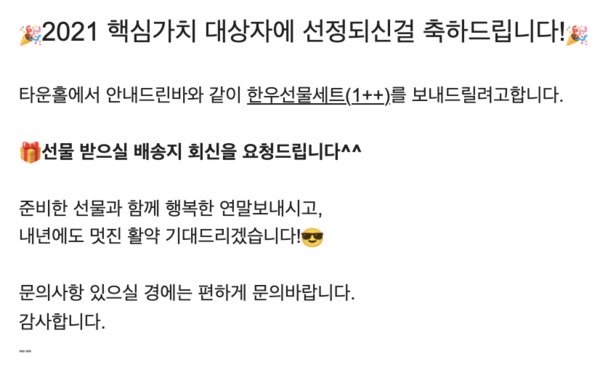 🎉2021 핵심가치 대상자에 선정되신걸 축하드립니다!🎉
타운홀에서 안내드린바와 같이 한우선물세트(1++)를 보내드릴려고합니다.
🎁선물 받으실 배송지 회신을 요청드립니다^^
준비한 선물과 함께 행복한 연말보내시고,
내년에도 멋진 활약 기대드리겠습니다!😎
문의사항 있으실 경에는 편하게 문의바랍니다.
감사합니다.
--